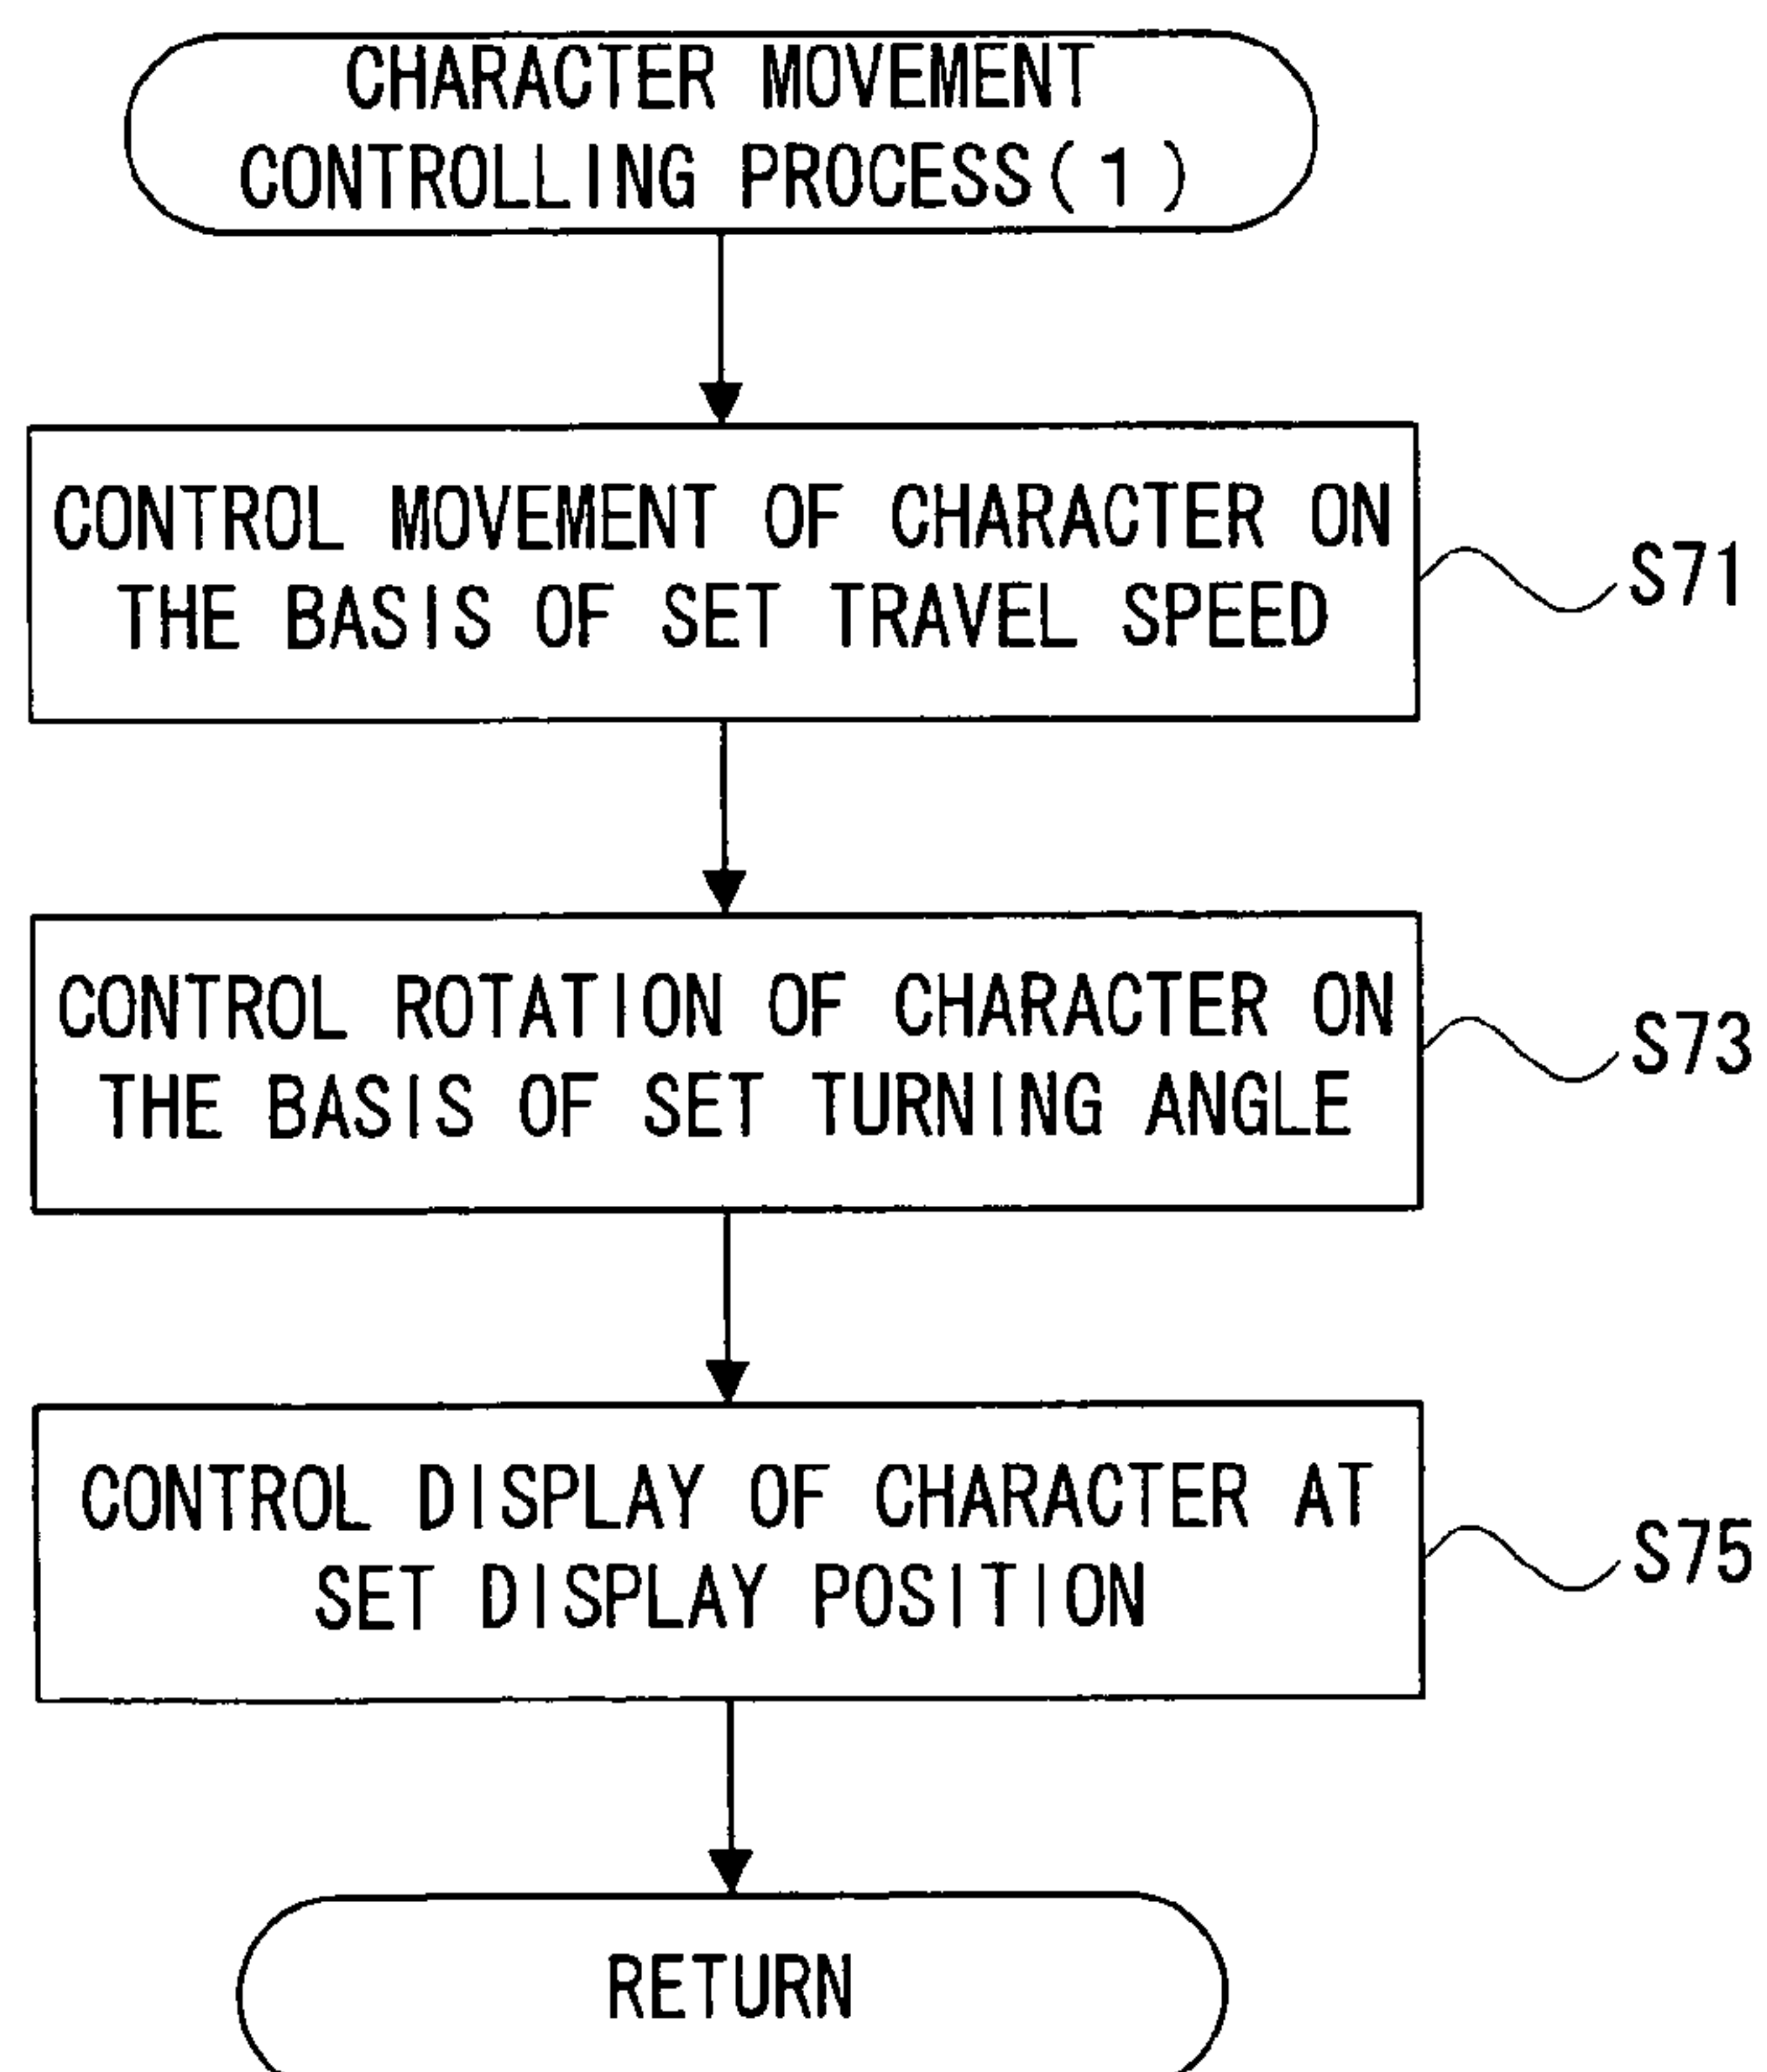 CHARACTER MOVEMENT
CONTROLLING PROCESS(1)
CONTROL MOVEMENT OF CHARACTER ON
THE BASIS OF SET TRAVEL SPEED
S71
CONTROL ROTATION OF CHARACTER ON
THE BASIS OF SET TURNING ANGLE
S73
CONTROL DISPLAY OF CHARACTER AT
SET DISPLAY POSITION
S75
RETURN